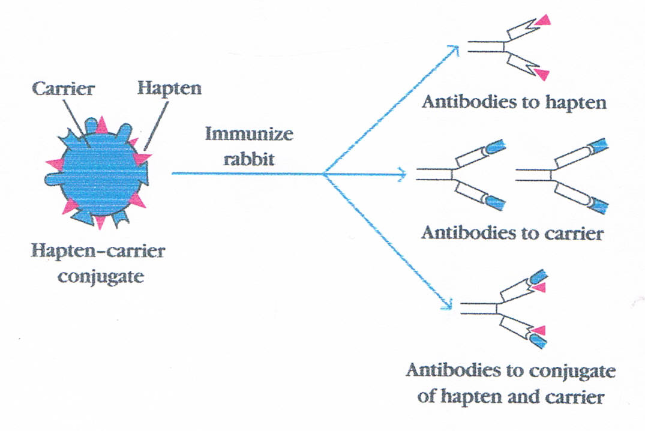 Carrier
Hapten
Hapten–carrier
conjugate
Immunize
rabbit
Antibodies to hapten
Antibodies to carrier
Antibodies to conjugate
of hapten and carrier